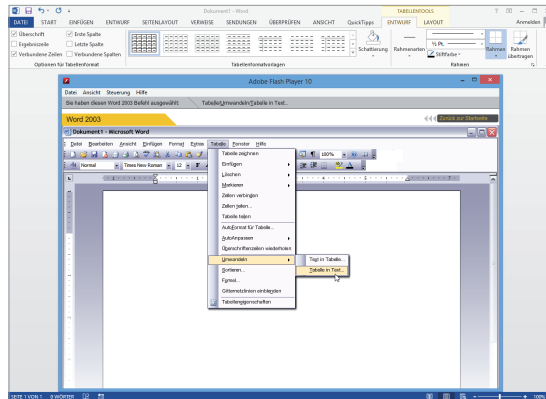 Dokument1 - Word
TABELLENTOOLS
DATEI START EINFÜGEN ENTWURF SEITENLAYOUT VERWEISE SENDUNGEN ÜBERPRÜFEN ANSICHT QuickTipps ENTWURF LAYOUT Anmelden
Überschrift Erste Spalte
Ergebniszeile Letzte Spalte
Verbundene Zeilen Verbundene Spalten
Schattierung Rahmenarten ½ Pt. Stiftfarbe Rahmen Rahmen übertragen
Optionen für Tabellenformat Tabellenformatvorlagen Rahmen
Adobe Flash Player 10
Datei Ansicht Steuerung Hilfe
Sie haben diesen Word 2003 Befehl ausgewählt: Tabelle/Umwandeln/Tabelle in Text...
Word 2003 Zurück zur Startseite
Dokument1 - Microsoft Word
Datei Bearbeiten Ansicht Einfügen Format Extras Tabelle Fenster Hilfe
100%
Normal Times New Roman 12 F
Tabelle zeichnen
Einfügen
Löschen
Markieren
Zellen verbinden
Zellen teilen...
Tabelle teilen
AutoFormat für Tabelle...
AutoAnpassen
Überschriftenzeilen wiederholen
Umwandeln
Text in Tabelle...
Sortieren...
Tabelle in Text...
Formel...
Gitternetzlinien einblenden
Tabelleneigenschaften
SEITE 1 VON 1 0 WÖRTER 100%